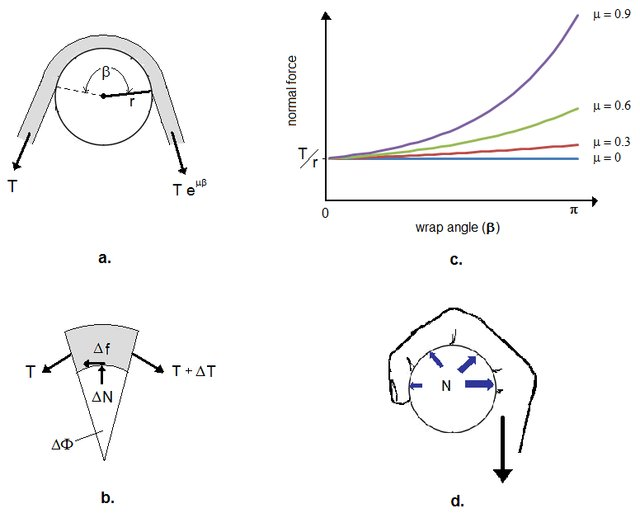 β
r
T
T e^μβ
a.
normal force
T/r
μ = 0.9
μ = 0.6
μ = 0.3
μ = 0
0
π
wrap angle (β)
c.
Δf
T
T + ΔT
ΔN
ΔΦ
b.
N
d.